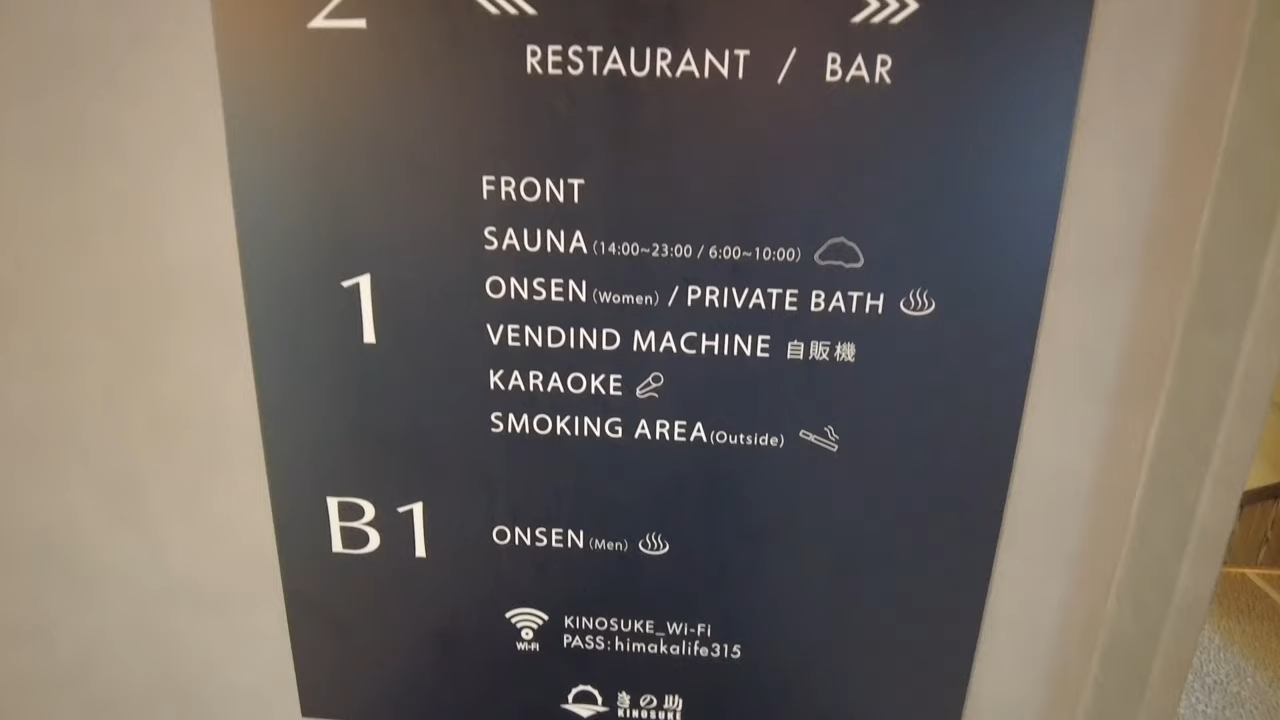 2
RESTAURANT / BAR
1
FRONT
SAUNA (14:00~23:00 / 6:00~10:00)
ONSEN (Women) / PRIVATE BATH
VENDIND MACHINE 自販機
KARAOKE
SMOKING AREA (Outside)
B1
ONSEN (Men)
Wi-Fi
KINOSUKE_Wi-Fi
PASS:himakalife315
きの助
KINOSUKE